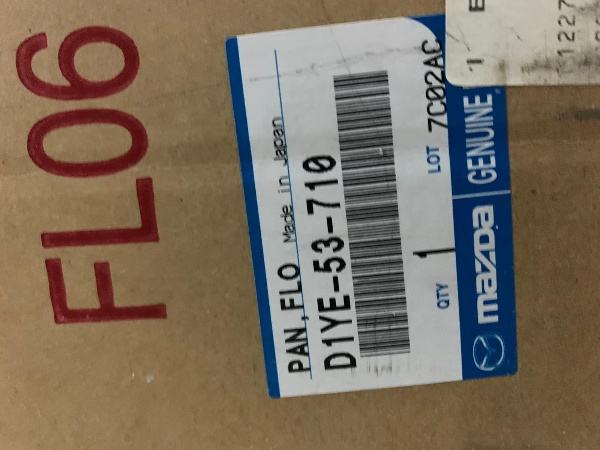 FL06
PAN,FLO Made in Japan
D1YE-53-710
QTY 1 LOT 7C02AC
mazda GENUINE